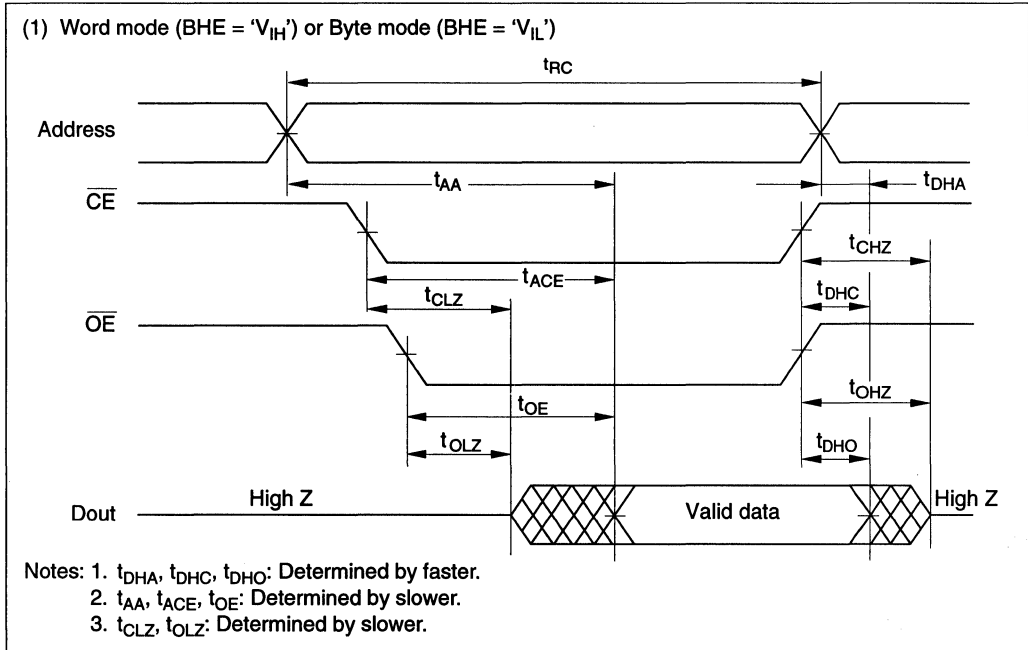 (1) Word mode (BHE = ‘VIH’) or Byte mode (BHE = ‘VIL’)
tRC
Address
tAA
tDHA
CE
tCHZ
tACE
tCLZ
tDHC
OE
tOHZ
tOE
tOLZ
tDHO
High Z
Valid data
High Z
Dout
Notes: 1. tDHA, tDHC, tDHO: Determined by faster.
2. tAA, tACE, tOE: Determined by slower.
3. tCLZ, tOLZ: Determined by slower.